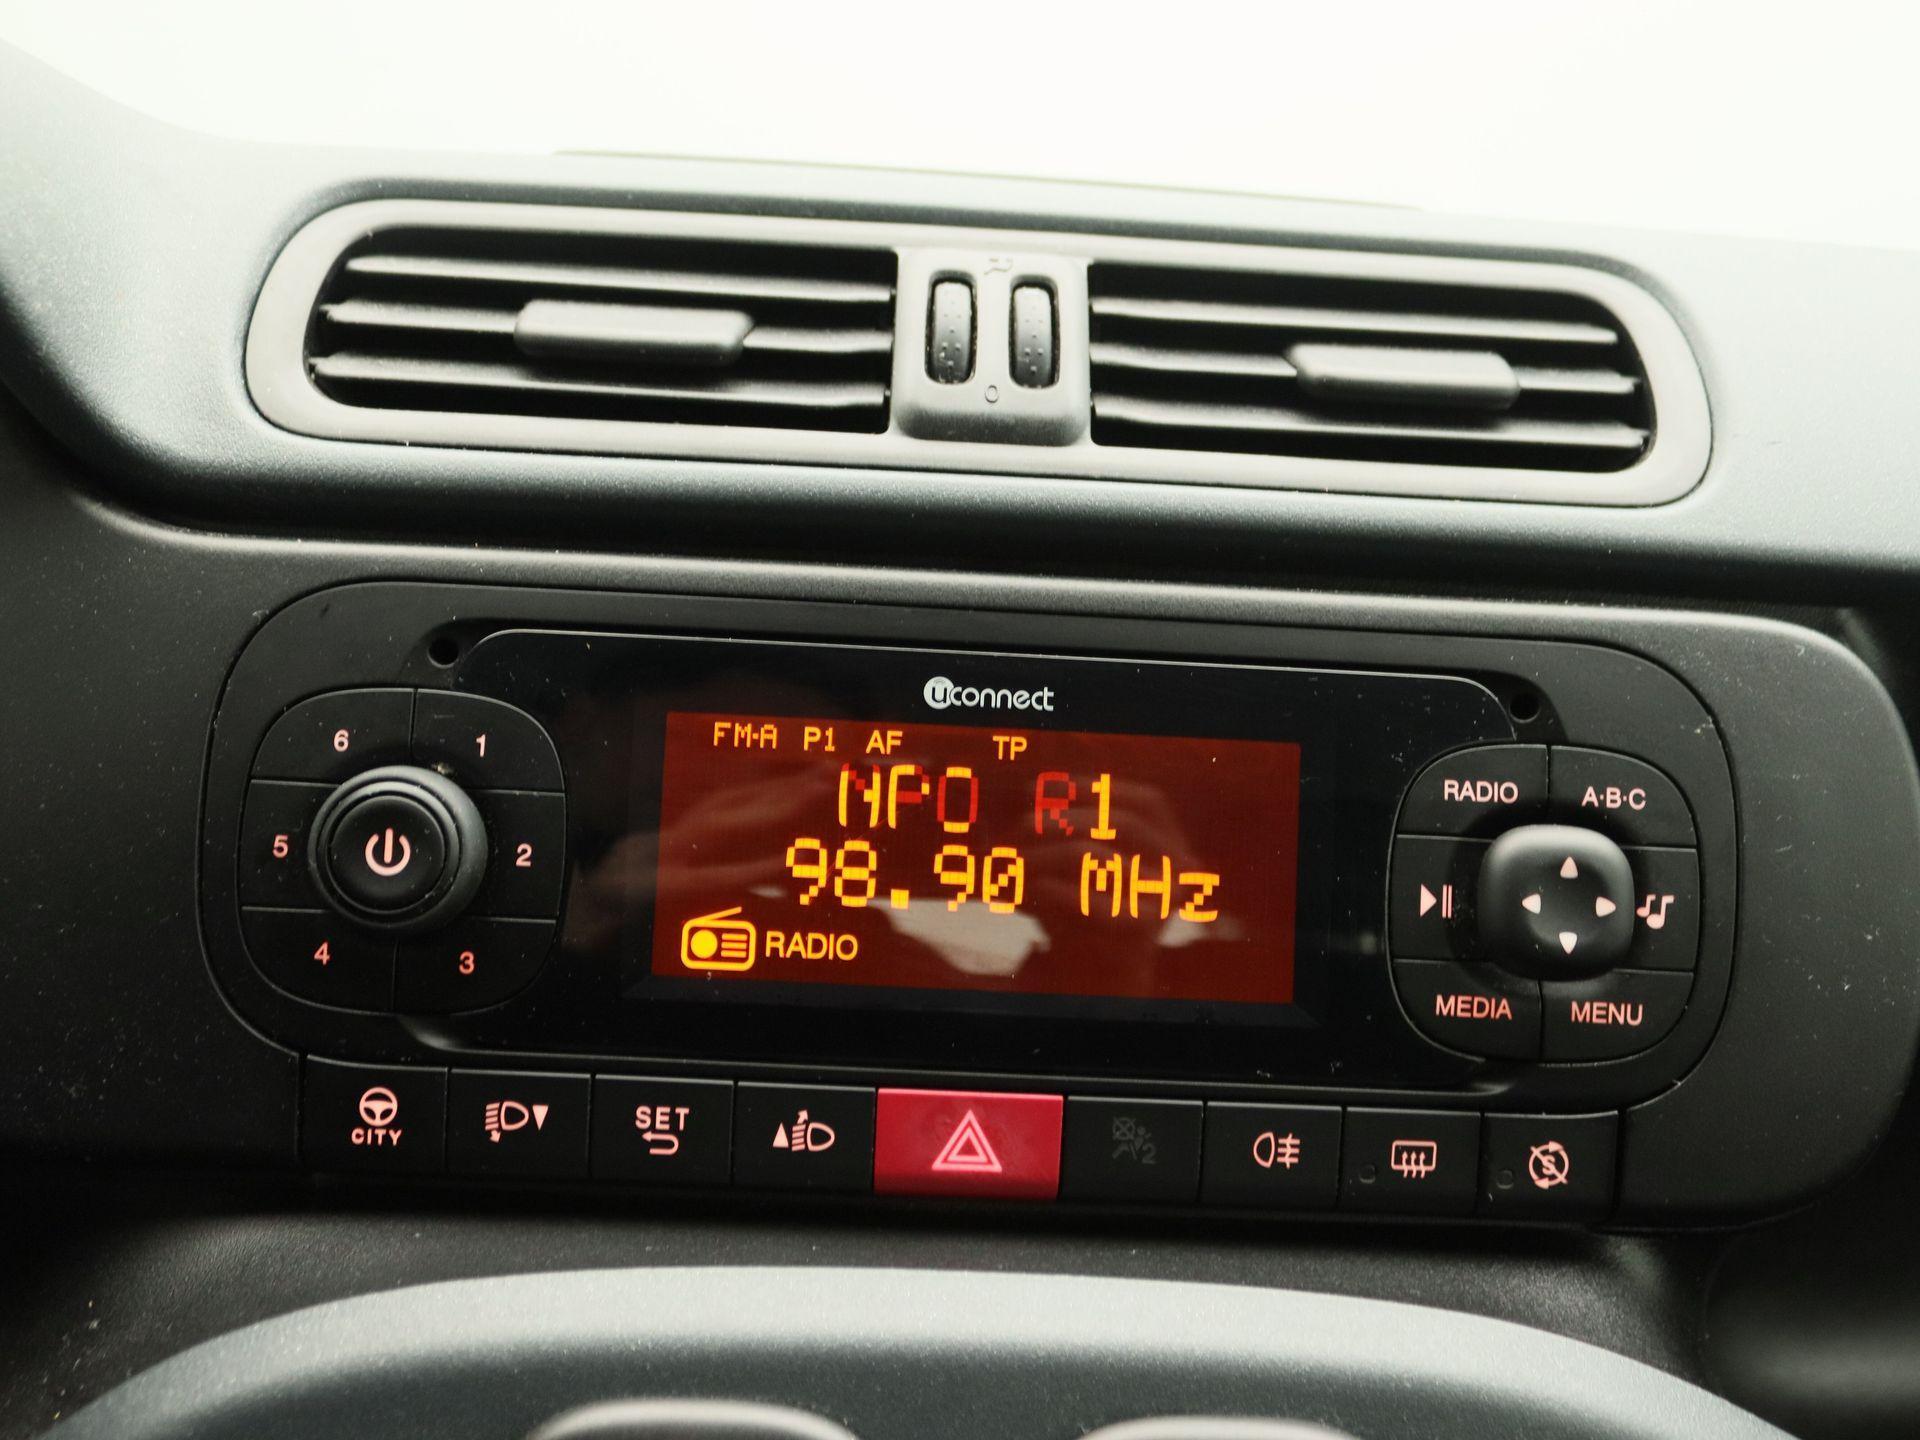 uconnect
FM-A P1 AF TP
NPO R1
98.90 MHz
RADIO
6 1
5 2
4 3
RADIO A·B·C
MEDIA MENU
CITY
SET
2
O